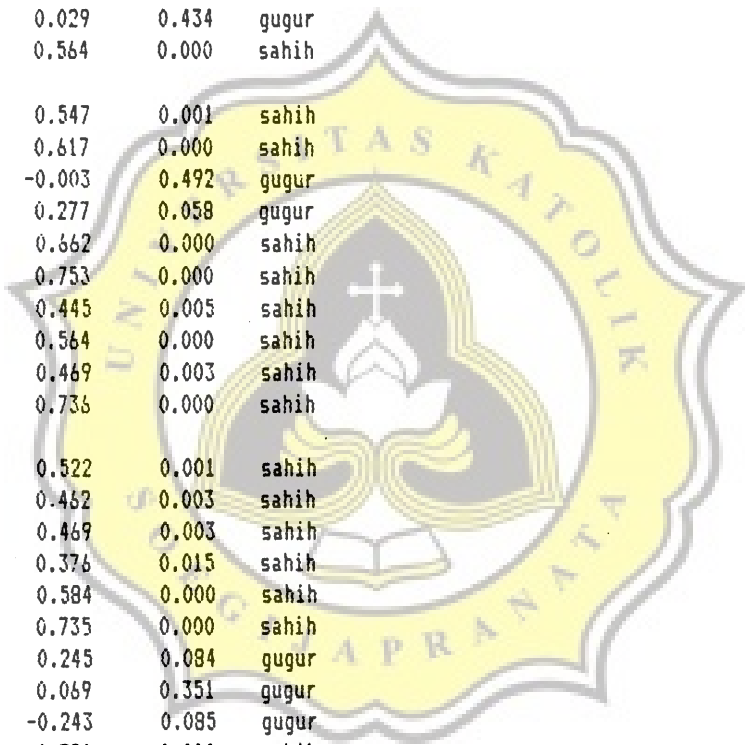 0.029 0.434 gugur
0.564 0.000 sahih
0.547 0.001 sahih
0.617 0.000 sahih
-0.003 0.492 gugur
0.277 0.058 gugur
0.662 0.000 sahih
0.753 0.000 sahih
0.445 0.005 sahih
0.564 0.000 sahih
0.469 0.003 sahih
0.736 0.000 sahih
0.522 0.001 sahih
0.462 0.003 sahih
0.469 0.003 sahih
0.376 0.015 sahih
0.584 0.000 sahih
0.735 0.000 sahih
0.245 0.084 gugur
0.069 0.351 gugur
-0.243 0.085 gugur
UNIVERSITAS KATOLIK
SOEGIJAPRANATA